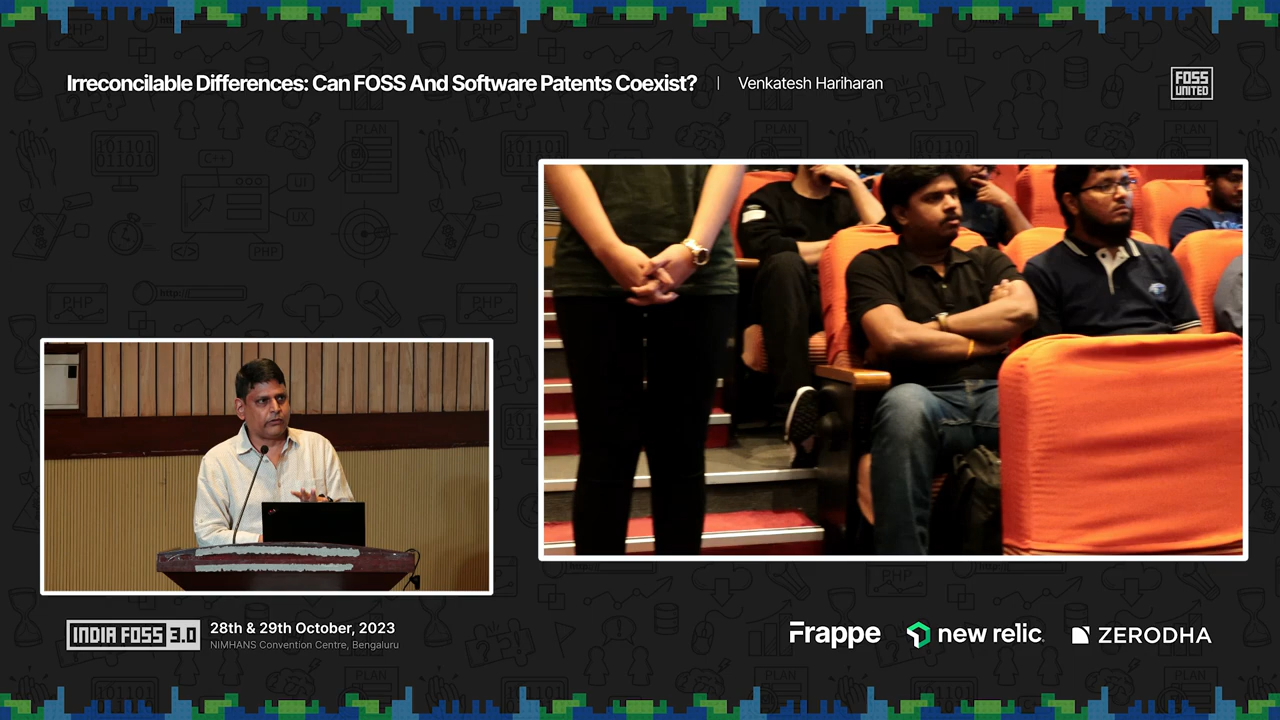 Irreconcilable Differences: Can FOSS And Software Patents Coexist? | Venkatesh Hariharan
FOSS
UNITED
INDIA FOSS 3.0
28th & 29th October, 2023
NIMHANS Convention Centre, Bengaluru
Frappe
new relic
ZERODHA